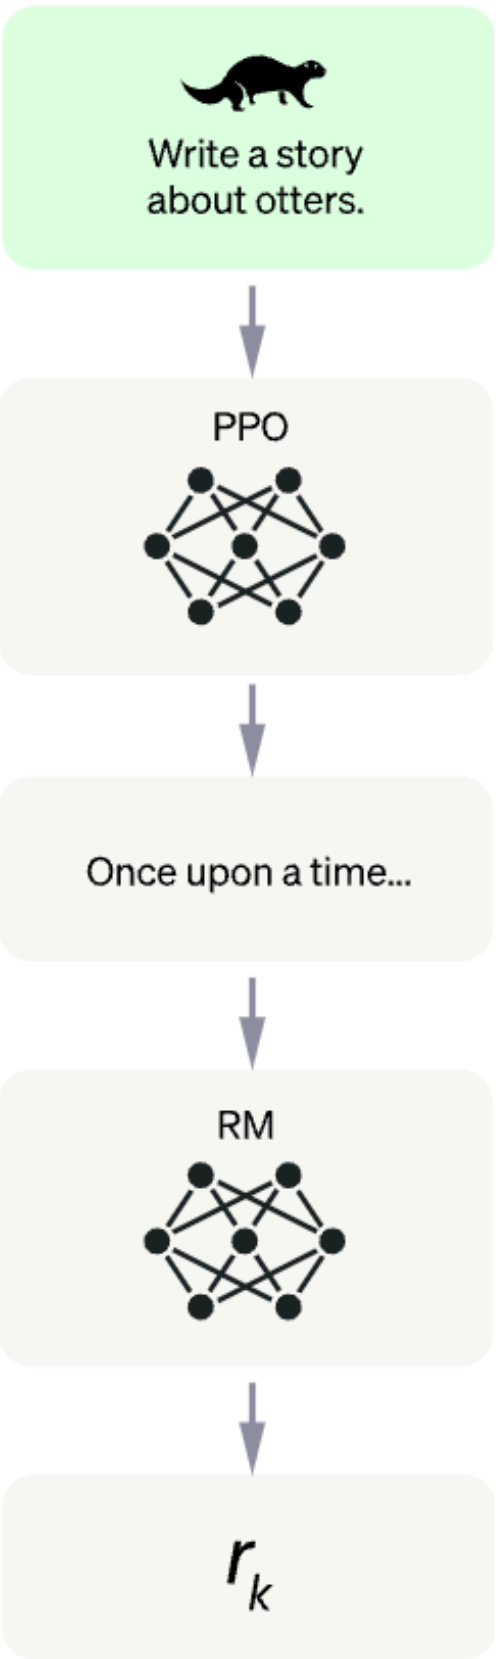 Write a story
about otters.
PPO
Once upon a time...
RM
r_k